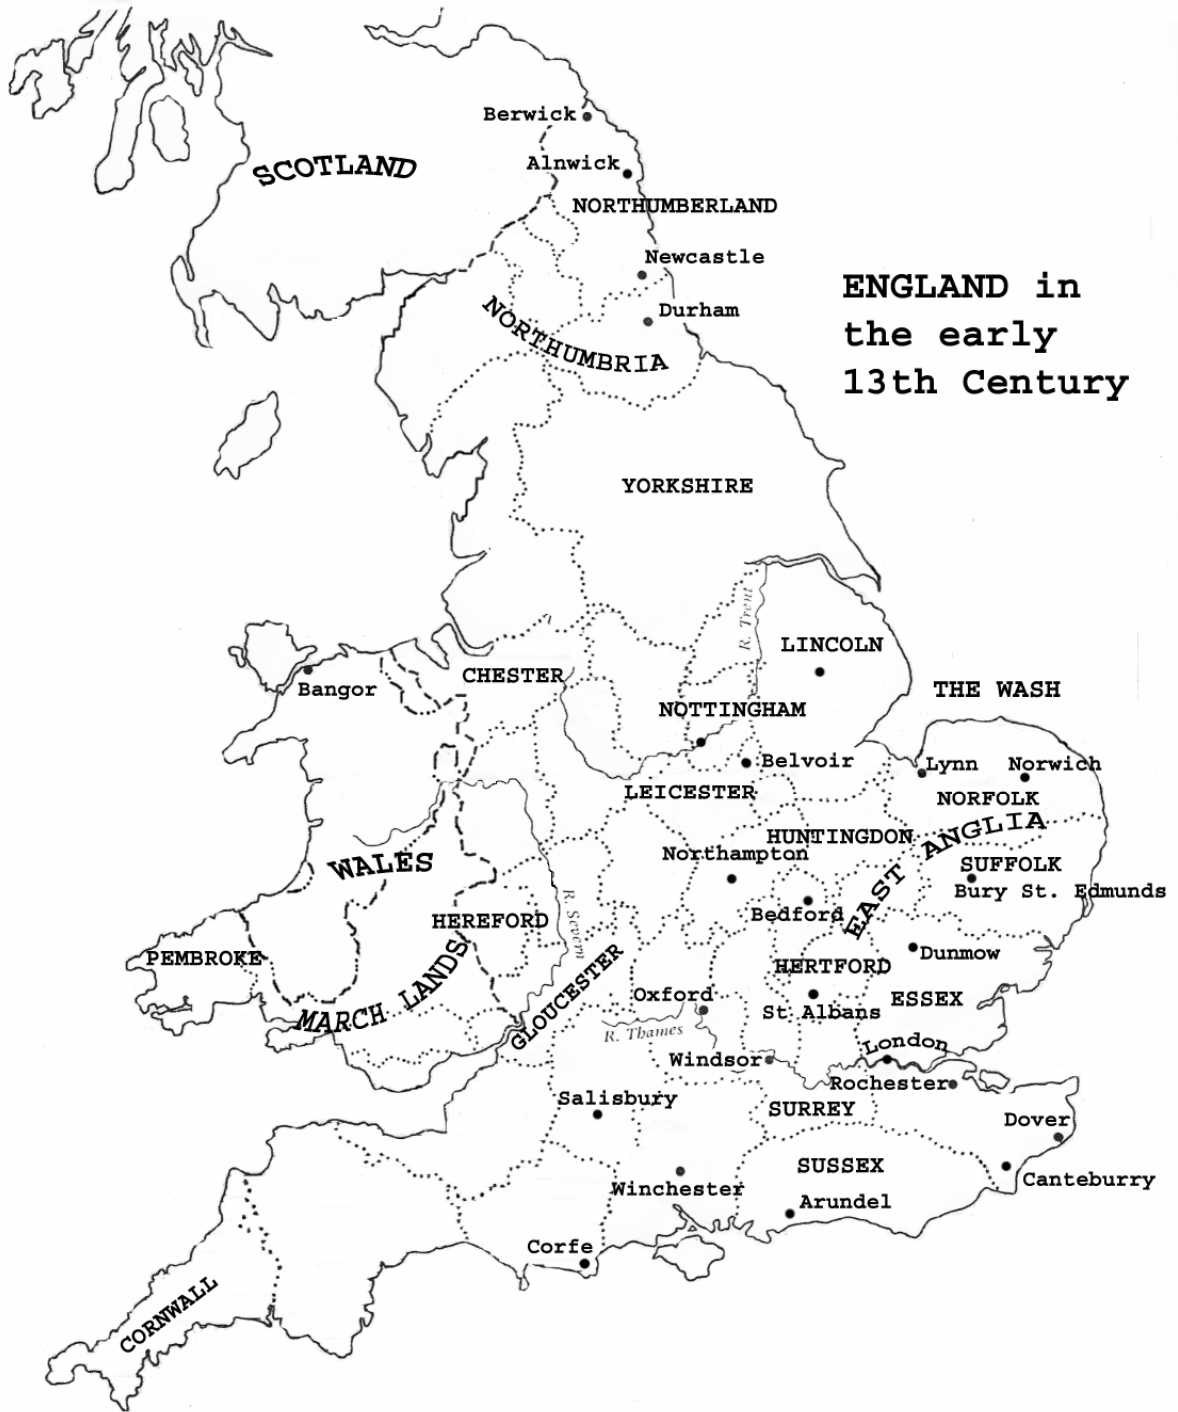 Berwick
SCOTLAND
Alnwick
NORTHUMBERLAND
Newcastle
ENGLAND in
the early
13th Century
Durham
NORTHUMBRIA
YORKSHIRE
R. Trent
LINCOLN
CHESTER
Bangor
THE WASH
NOTTINGHAM
Belvoir
Lynn
Norwich
LEICESTER
NORFOLK
EAST ANGLIA
HUNTINGDON
Northampton
WALES
SUFFOLK
Bury St. Edmunds
HEREFORD
R. Severn
Bedford
PEMBROKE
MARCH LANDS
GLOUCESTER
HERTFORD
Dunmow
Oxford
St Albans
ESSEX
R. Thames
London
Windsor
Rochester
Salisbury
SURREY
Dover
SUSSEX
Canteburry
Winchester
Arundel
Corfe
CORNWALL